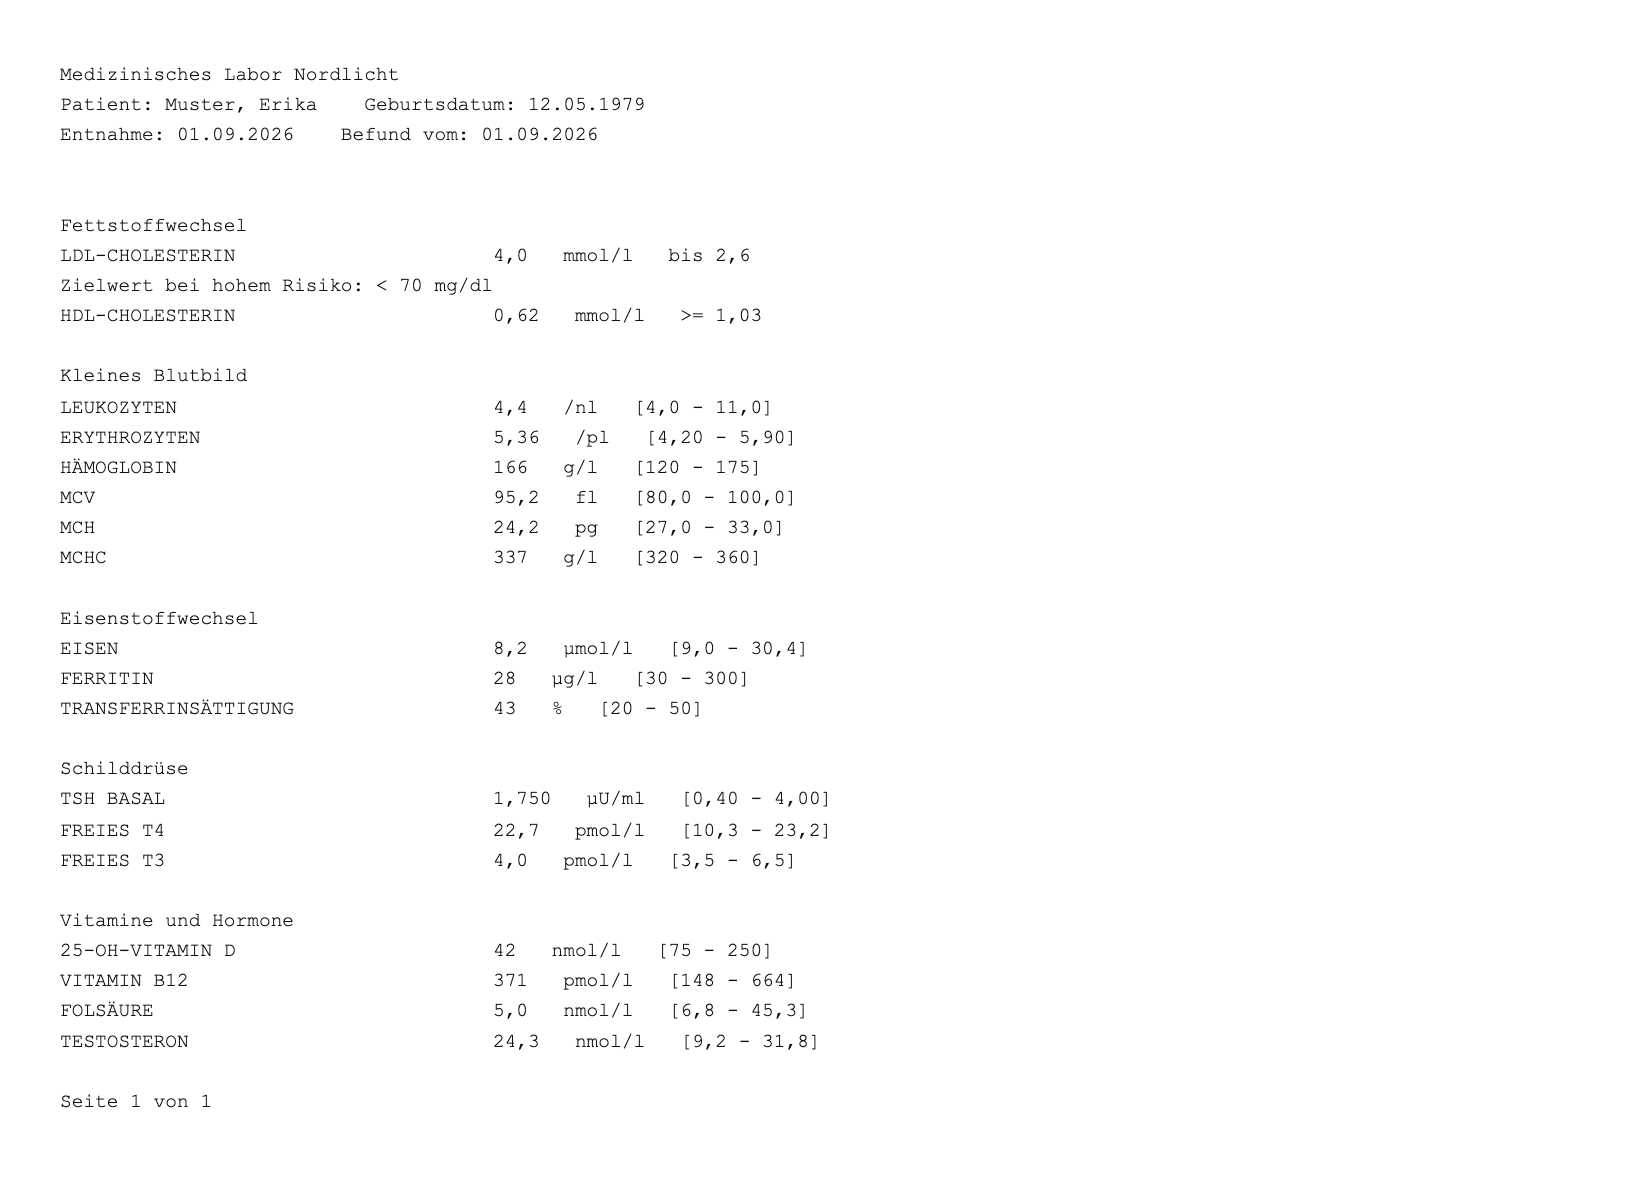 Medizinisches Labor Nordlicht
Patient: Muster, Erika    Geburtsdatum: 12.05.1979
Entnahme: 01.09.2026    Befund vom: 01.09.2026
Fettstoffwechsel
LDL-CHOLESTERIN    4,0   mmol/l   bis 2,6
Zielwert bei hohem Risiko: < 70 mg/dl
HDL-CHOLESTERIN    0,62   mmol/l   >= 1,03
Kleines Blutbild
LEUKOZYTEN    4,4   /nl   [4,0 - 11,0]
ERYTHROZYTEN    5,36   /pl   [4,20 - 5,90]
HÄMOGLOBIN    166   g/l   [120 - 175]
MCV    95,2   fl   [80,0 - 100,0]
MCH    24,2   pg   [27,0 - 33,0]
MCHC    337   g/l   [320 - 360]
Eisenstoffwechsel
EISEN    8,2   µmol/l   [9,0 - 30,4]
FERRITIN    28   µg/l   [30 - 300]
TRANSFERRINSÄTTIGUNG    43   %   [20 - 50]
Schilddrüse
TSH BASAL    1,750   µU/ml   [0,40 - 4,00]
FREIES T4    22,7   pmol/l   [10,3 - 23,2]
FREIES T3    4,0   pmol/l   [3,5 - 6,5]
Vitamine und Hormone
25-OH-VITAMIN D    42   nmol/l   [75 - 250]
VITAMIN B12    371   pmol/l   [148 - 664]
FOLSÄURE    5,0   nmol/l   [6,8 - 45,3]
TESTOSTERON    24,3   nmol/l   [9,2 - 31,8]
Seite 1 von 1